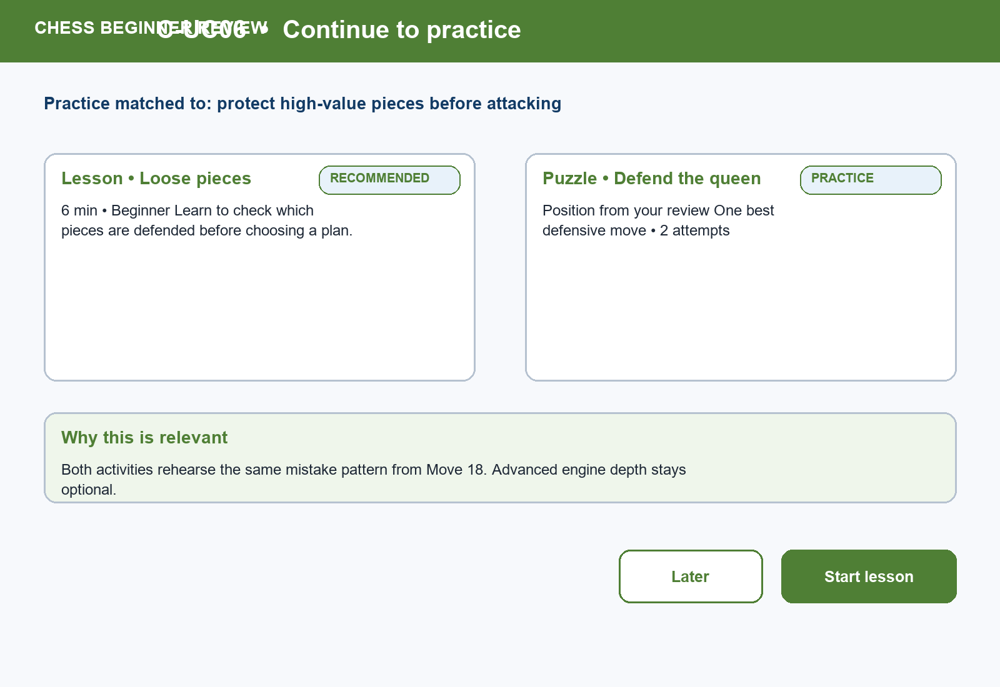 CHESS BEGINNER REVIEW
C-UC06 • Continue to practice
Practice matched to: protect high-value pieces before attacking
Lesson • Loose pieces
RECOMMENDED
6 min • Beginner Learn to check which
pieces are defended before choosing a plan.
Puzzle • Defend the queen
PRACTICE
Position from your review One best
defensive move • 2 attempts
Why this is relevant
Both activities rehearse the same mistake pattern from Move 18. Advanced engine depth stays
optional.
Later
Start lesson